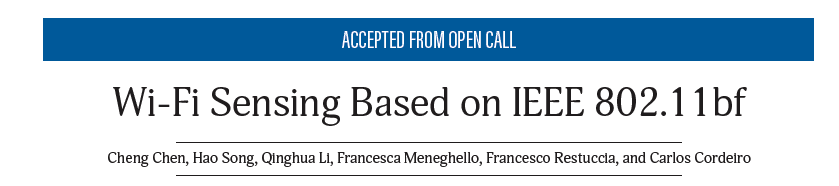 ACCEPTED FROM OPEN CALL
Wi-Fi Sensing Based on IEEE 802.11bf
Cheng Chen, Hao Song, Qinghua Li, Francesca Meneghello, Francesco Restuccia, and Carlos Cordeiro